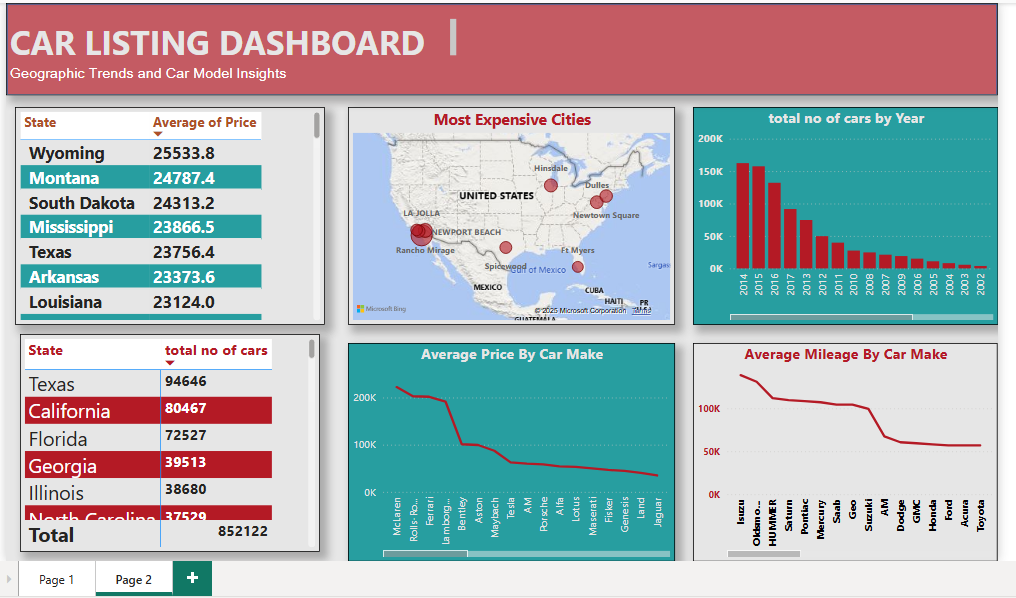 CAR LISTING DASHBOARD
Geographic Trends and Car Model Insights
State Average of Price
Wyoming 25533.8
Montana 24787.4
South Dakota 24313.2
Mississippi 23866.5
Texas 23756.4
Arkansas 23373.6
Louisiana 23124.0
Most Expensive Cities
Hinsdale
UNITED STATES
Dulles
LA JOLLA
Newtown Square
NEWPORT BEACH
Rancho Mirage
Ft Myers
Spicewood
Gulf of Mexico
Sargas
MEXICO
CUBA
HAITI
PR
Microsoft Bing
© 2025 Microsoft Corporation Terms
GUATEMALA
total no of cars by Year
200K
150K
100K
50K
0K
2014 2015 2016 2017 2013 2012 2011 2010 2008 2007 2009 2006 2005 2004 2003 2002
State total no of cars
Texas 94646
California 80467
Florida 72527
Georgia 39513
Illinois 38680
North Carolina 37529
Total 852122
Average Price By Car Make
200K
100K
0K
McLaren Rolls-Ro... Ferrari Lamborg... Bentley Aston Maybach Tesla AM Porsche Alfa Lotus Maserati Fisker Genesis Land Jaguar
Average Mileage By Car Make
100K
50K
0K
Isuzu Oldsmo... HUMMER Saturn Pontiac Mercury Saab Geo Suzuki AM Dodge GMC Honda Ford Acura Toyota
Page 1
Page 2
+